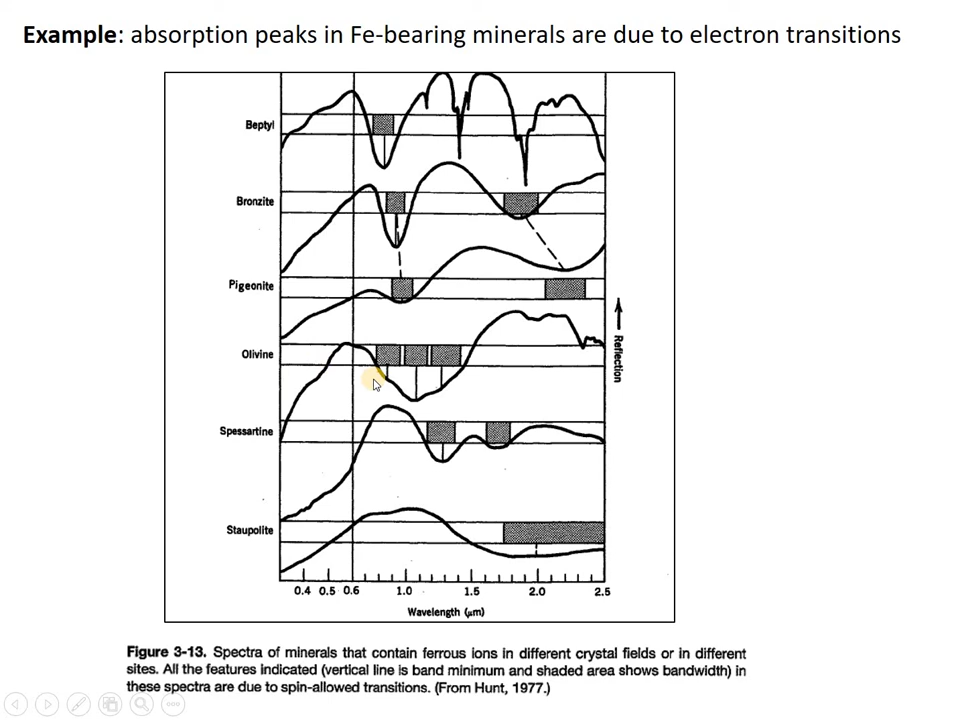 Example: absorption peaks in Fe-bearing minerals are due to electron transitions
Beptyl
Bronzite
Pigeonite
Olivine
Spessartine
Staupolite
Reflection
0.4 0.5 0.6 1.0 1.5 2.0 2.5
Wavelength (µm)
Figure 3-13. Spectra of minerals that contain ferrous ions in different crystal fields or in different
sites. All the features indicated (vertical line is band minimum and shaded area shows bandwidth) in
these spectra are due to spin-allowed transitions. (From Hunt, 1977.)